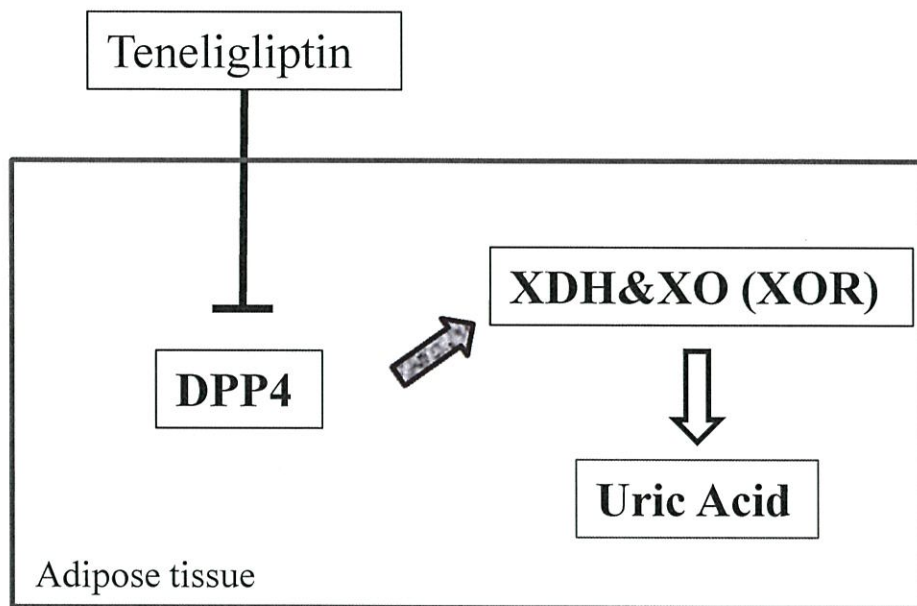 Teneligliptin
XDH&XO (XOR)
DPP4
Uric Acid
Adipose tissue